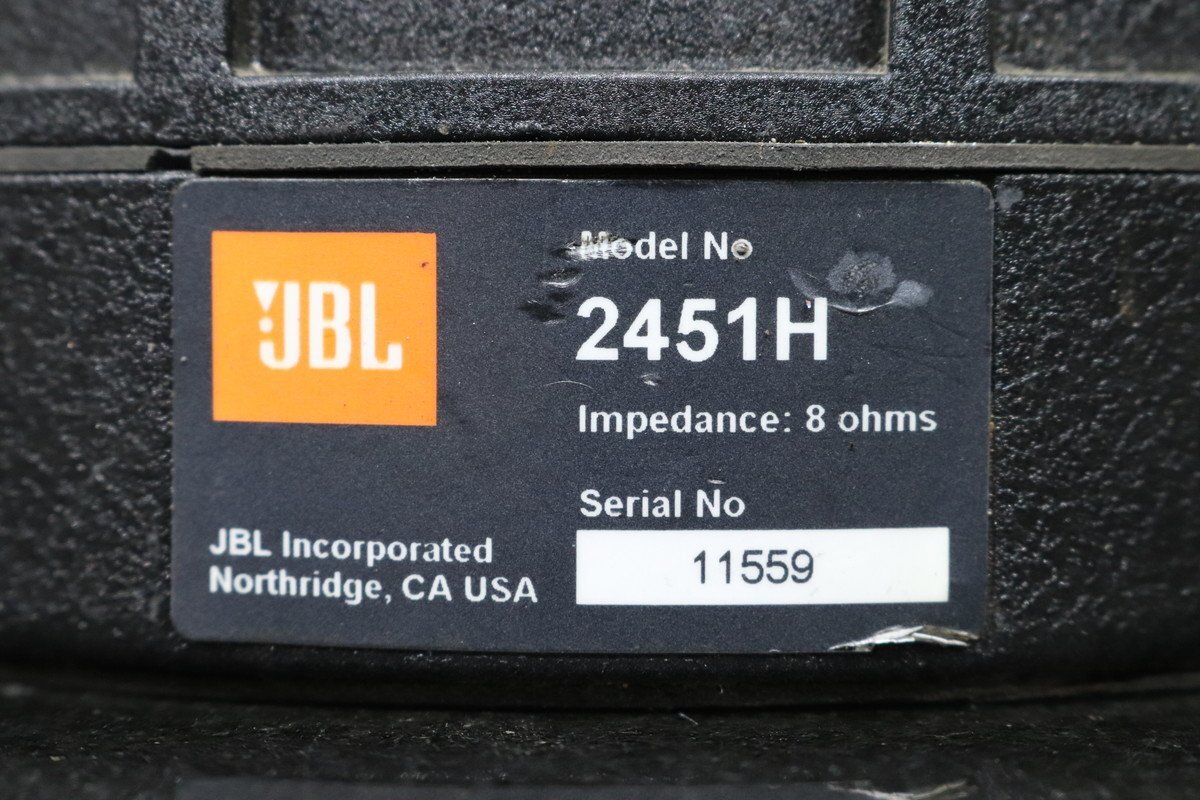 JBL
Model No
2451H
Impedance: 8 ohms
Serial No
11559
JBL Incorporated
Northridge, CA USA